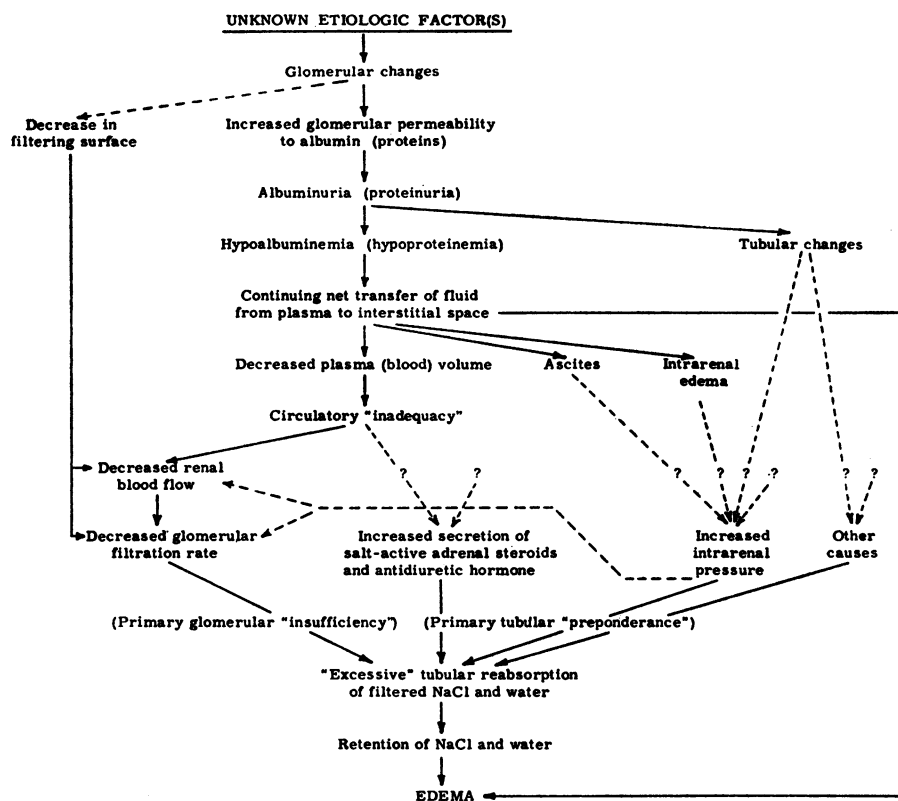 UNKNOWN ETIOLOGIC FACTOR(S)
Glomerular changes
Decrease in
filtering surface
Increased glomerular permeability
to albumin (proteins)
Albuminuria (proteinuria)
Hypoalbuminemia (hypoproteinemia)
Tubular changes
Continuing net transfer of fluid
from plasma to interstitial space
Decreased plasma (blood) volume
Ascites
Intrarenal
edema
Circulatory "inadequacy"
Decreased renal
blood flow
? ? ? ? ? ? ? ?
Decreased glomerular
filtration rate
Increased secretion of
salt-active adrenal steroids
and antidiuretic hormone
Increased
intrarenal
pressure
Other
causes
(Primary glomerular "insufficiency")
(Primary tubular "preponderance")
"Excessive" tubular reabsorption
of filtered NaCl and water
Retention of NaCl and water
EDEMA